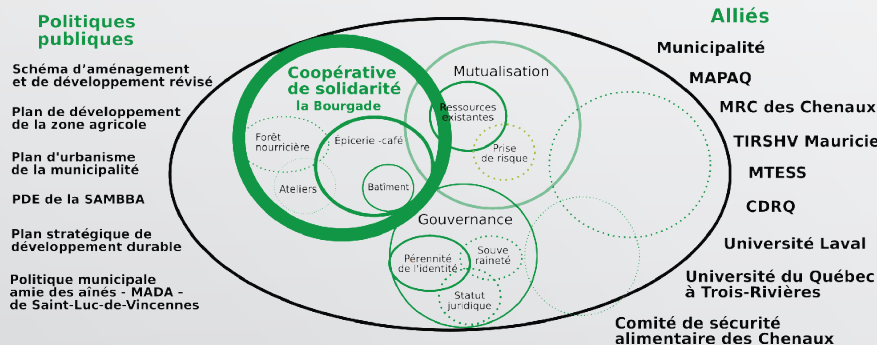 Politiques
publiques
Schéma d’aménagement
et de développement révisé
Plan de développement
de la zone agricole
Plan d'urbanisme
de la municipalité
PDE de la SAMBBA
Plan stratégique de
développement durable
Politique municipale
amie des aînés - MADA -
de Saint-Luc-de-Vincennes
Coopérative
de solidarité
la Bourgade
Forêt
nourricière
Épicerie -café
Ateliers
Batîment
Mutualisation
Ressources
existantes
Prise
de risque
Gouvernance
Pérennité
de l'identité
Souve
raineté
Statut
juridique
Alliés
Municipalité
MAPAQ
MRC des Chenaux
TIRSHV Mauricie
MTESS
CDRQ
Université Laval
Université du Québec
à Trois-Rivières
Comité de sécurité
alimentaire des Chenaux